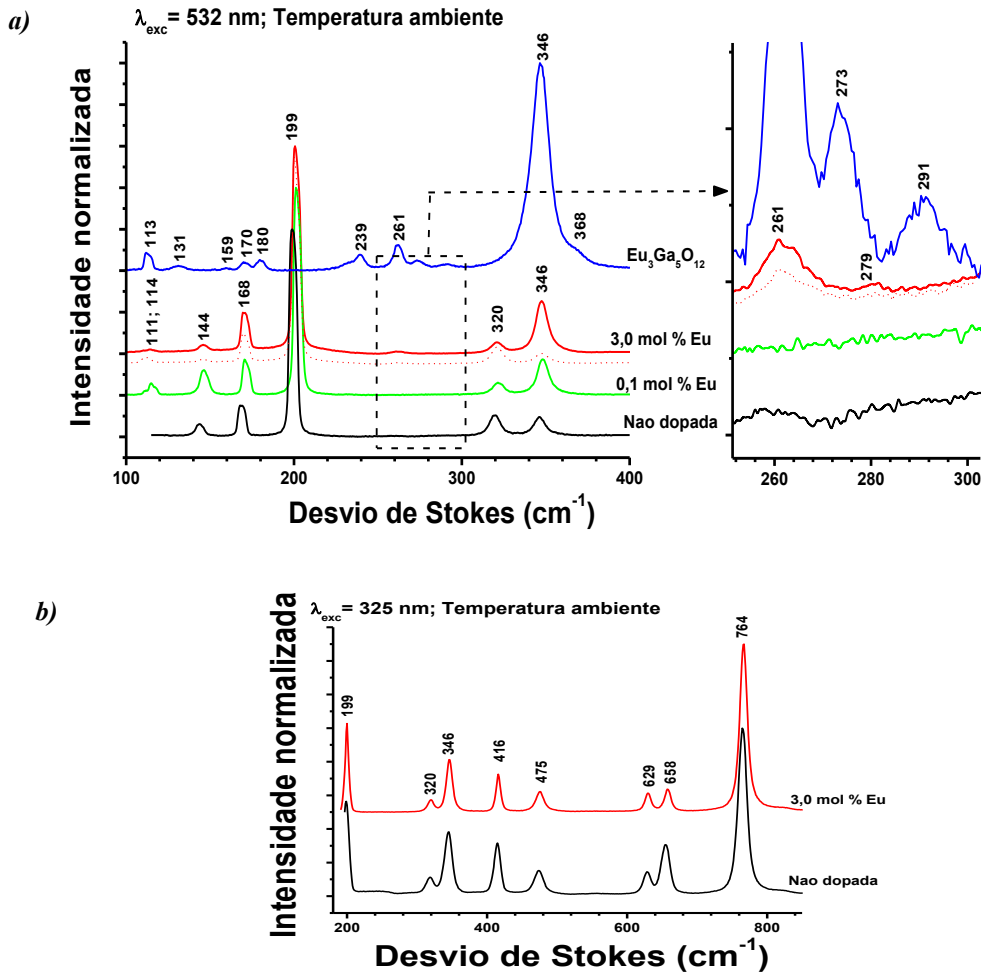 a)
λexc= 532 nm; Temperatura ambiente
Intensidade normalizada
113
131
159
170
180
199
239
261
346
368
Eu3Ga5O12
111; 114
144
168
320
346
3,0 mol % Eu
0,1 mol % Eu
Nao dopada
100 200 300 400
Desvio de Stokes (cm-1)
273
291
261
279
260 280 300
b)
λexc= 325 nm; Temperatura ambiente
Intensidade normalizada
199
320
346
416
475
629
658
764
3,0 mol % Eu
Nao dopada
200 400 600 800
Desvio de Stokes (cm-1)